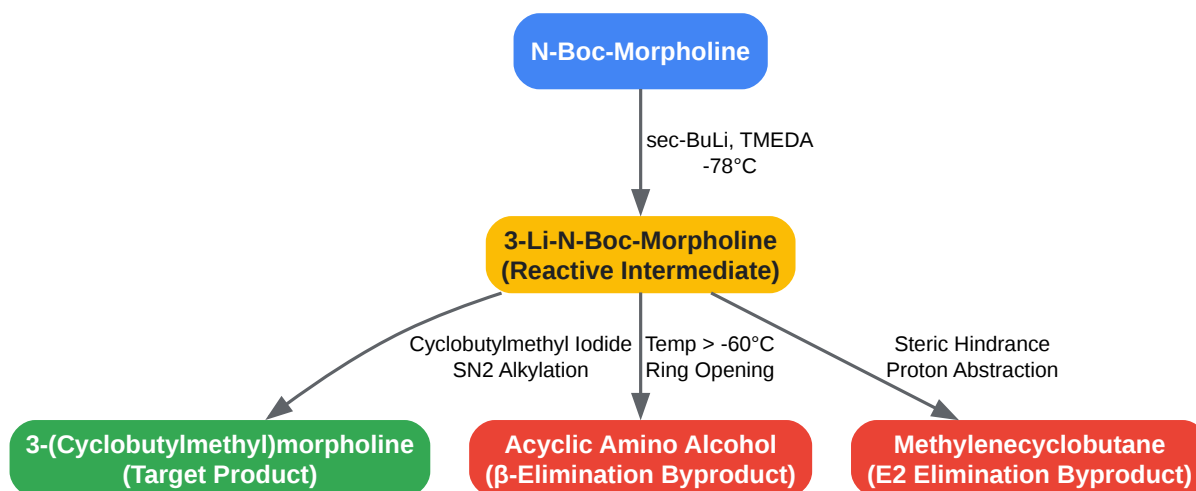 N-Boc-Morpholine
sec-BuLi, TMEDA
-78°C
3-Li-N-Boc-Morpholine
(Reactive Intermediate)
Cyclobutylmethyl Iodide
SN2 Alkylation
Temp > -60°C
Ring Opening
Steric Hindrance
Proton Abstraction
3-(Cyclobutylmethyl)morpholine
(Target Product)
Acyclic Amino Alcohol
(β-Elimination Byproduct)
Methylenecyclobutane
(E2 Elimination Byproduct)